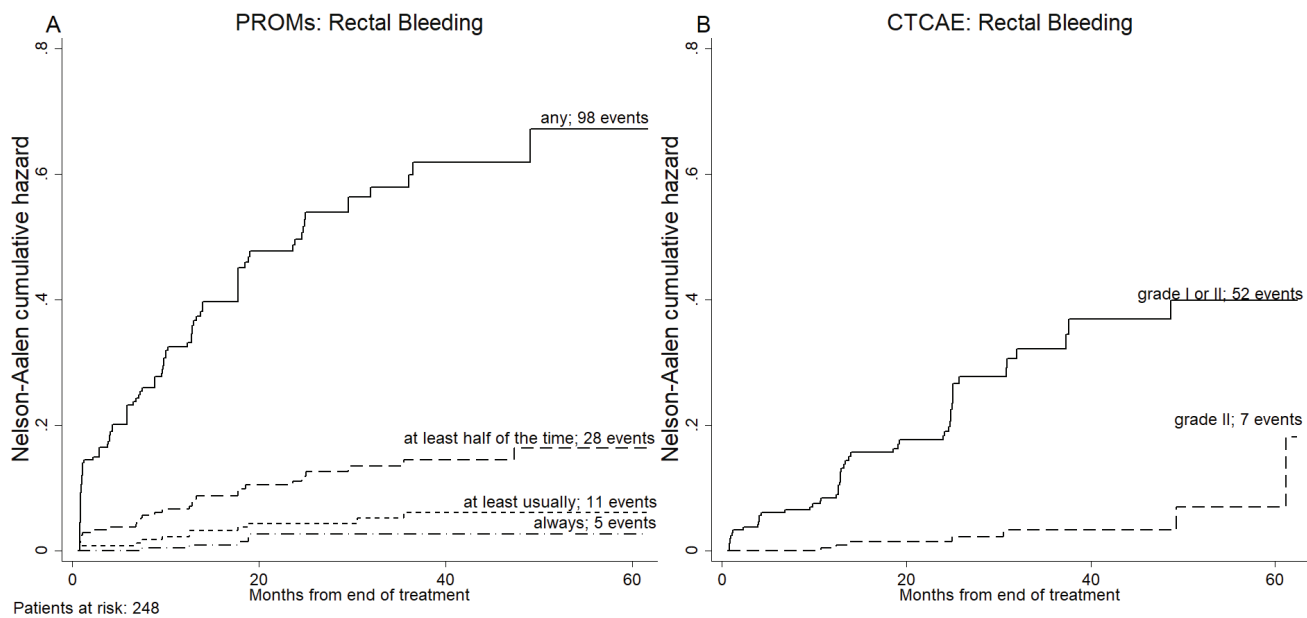 A
PROMs: Rectal Bleeding
Nelson-Aalen cumulative hazard
.8
.6
.4
.2
0
any; 98 events
at least half of the time; 28 events
at least usually; 11 events
always; 5 events
0 20 40 60
Months from end of treatment
Patients at risk: 248
B
CTCAE: Rectal Bleeding
Nelson-Aalen cumulative hazard
.8
.6
.4
.2
0
grade I or II; 52 events
grade II; 7 events
0 20 40 60
Months from end of treatment